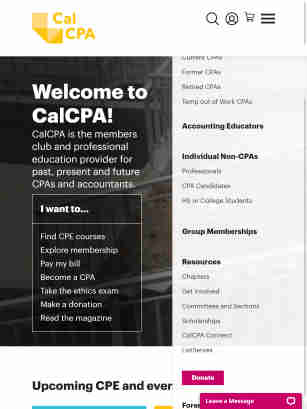 Cal
CPA
Welcome to
CalCPA!
CalCPA is the members
club and professional
education provider for
past, present and future
CPAs and accountants.
I want to...
Find CPE courses
Explore membership
Pay my bill
Become a CPA
Take the ethics exam
Make a donation
Read the magazine
Upcoming CPE and ever
Current CPAs
Former CPAs
Retired CPAs
Temp out of Work CPAs
Accounting Educators
Individual Non-CPAs
Professionals
CPA Candidates
HS or College Students
Group Memberships
Resources
Chapters
Get Involved
Committees and Sections
Scholarships
CalCPA Connect
ListServes
Donate
Leave a Message